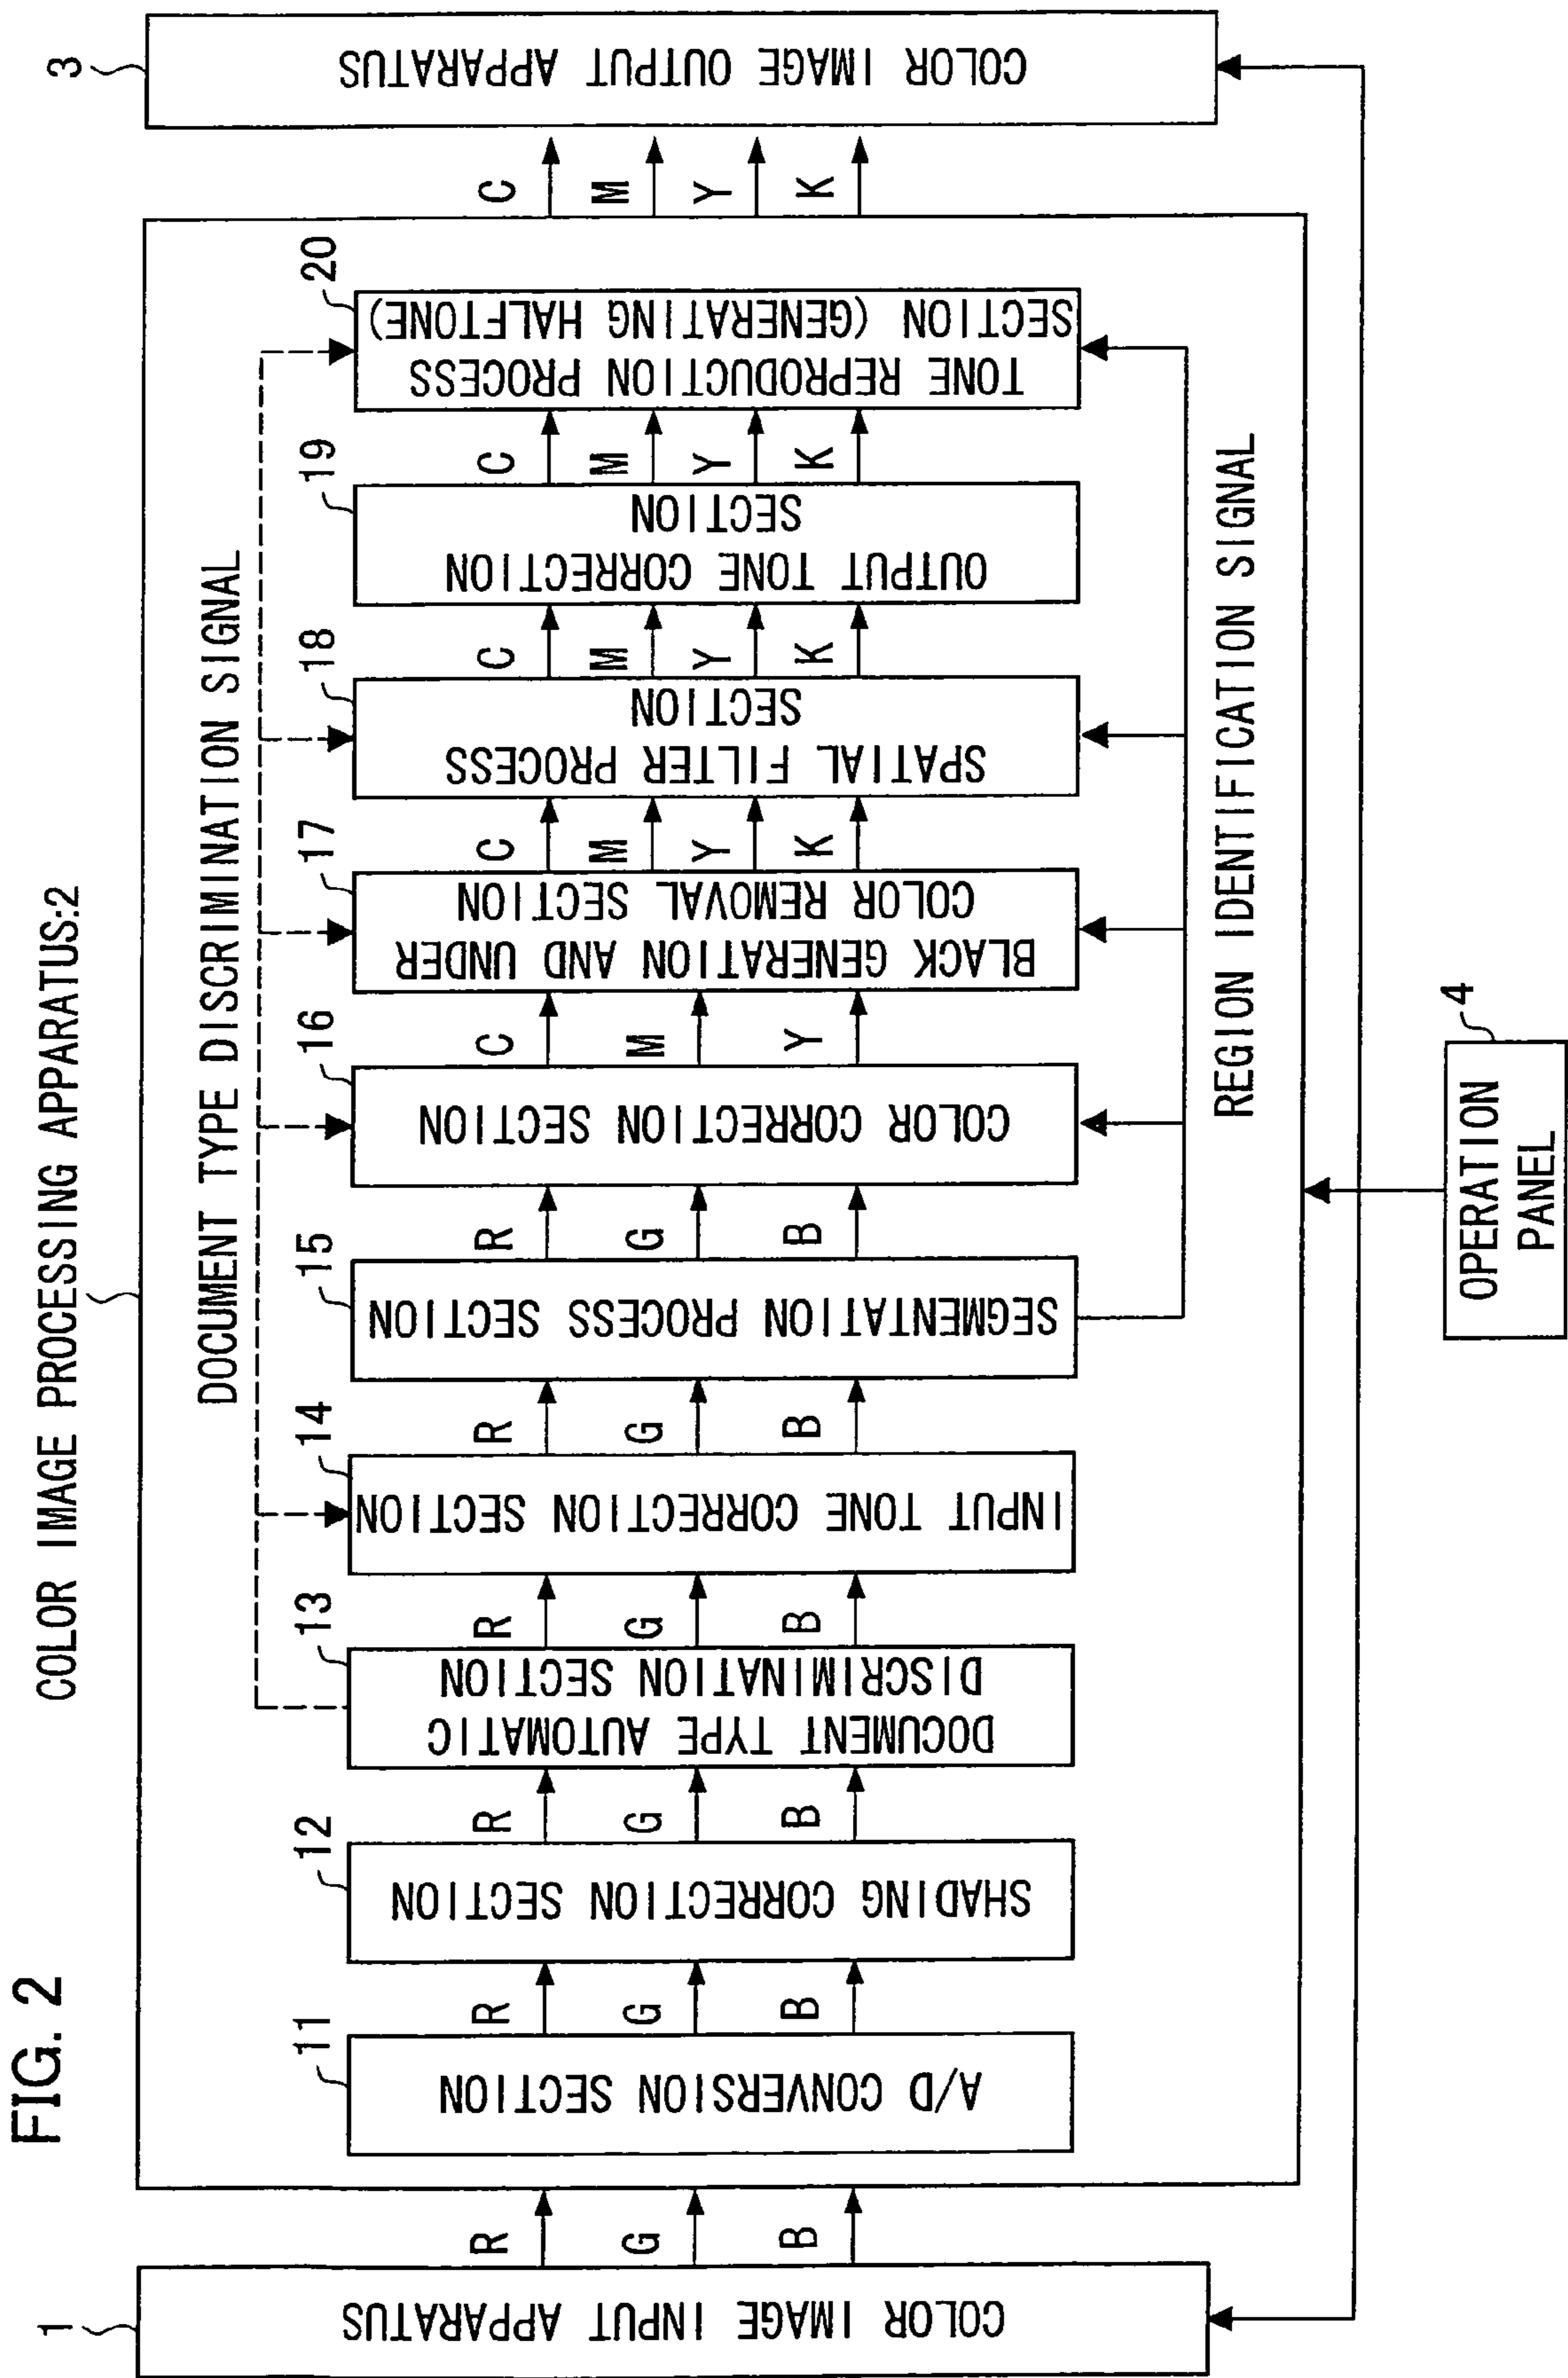 FIG. 2
COLOR IMAGE PROCESSING APPARATUS:2
1
COLOR IMAGE INPUT APPARATUS
R
G
B
11
A/D CONVERSION SECTION
R
G
B
12
SHADING CORRECTION SECTION
R
G
B
13
DOCUMENT TYPE AUTOMATIC
DISCRIMINATION SECTION
R
G
B
14
INPUT TONE CORRECTION SECTION
R
G
B
15
SEGMENTATION PROCESS SECTION
R
G
B
16
COLOR CORRECTION SECTION
C
M
Y
17
BLACK GENERATION AND UNDER
COLOR REMOVAL SECTION
C
M
Y
K
18
SPATIAL FILTER PROCESS
SECTION
C
M
Y
K
19
OUTPUT TONE CORRECTION
SECTION
C
M
Y
K
20
TONE REPRODUCTION PROCESS
SECTION (GENERATING HALFTONE)
C
M
Y
K
3
COLOR IMAGE OUTPUT APPARATUS
DOCUMENT TYPE DISCRIMINATION SIGNAL
REGION IDENTIFICATION SIGNAL
4
OPERATION
PANEL